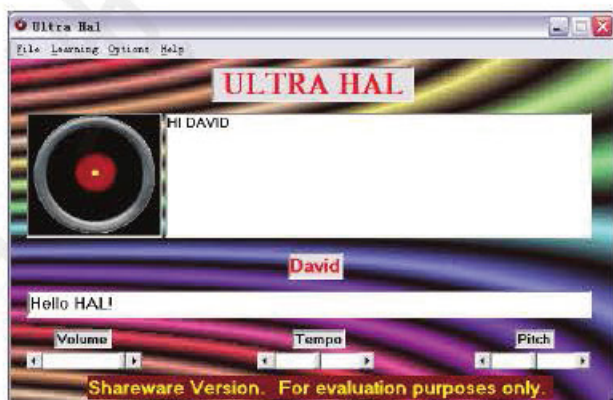 Ultra Hal
File Learning Options Help
ULTRA HAL
HI DAVID
David
Hello HAL!
Volume Tempo Pitch
Shareware Version. For evaluation purposes only.